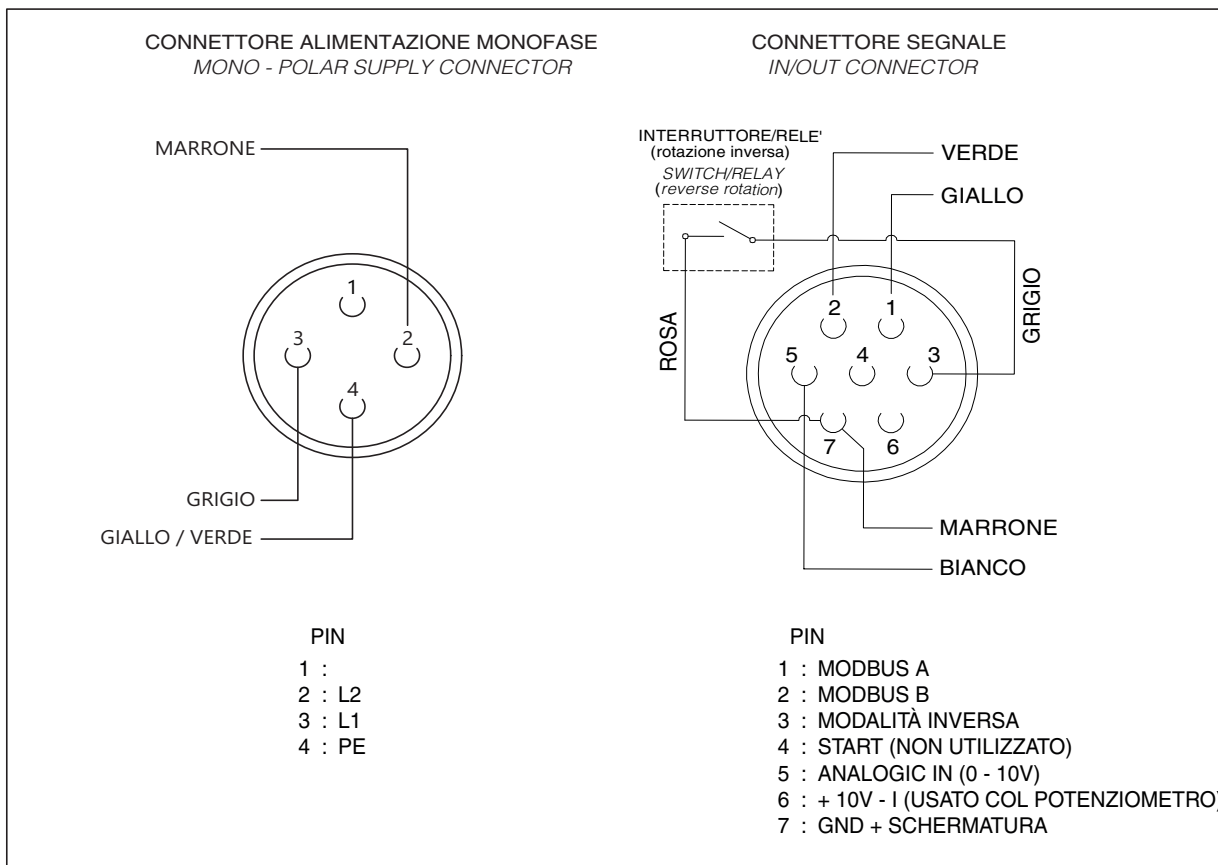 CONNETTORE ALIMENTAZIONE MONOFASE
MONO - POLAR SUPPLY CONNECTOR
MARRONE
1
3
2
4
GRIGIO
GIALLO / VERDE
PIN
1 :
2 : L2
3 : L1
4 : PE
CONNETTORE SEGNALE
IN/OUT CONNECTOR
INTERRUTTORE/RELE'
(rotazione inversa)
SWITCH/RELAY
(reverse rotation)
VERDE
GIALLO
ROSA
GRIGIO
2
1
5
4
3
7
6
MARRONE
BIANCO
PIN
1 : MODBUS A
2 : MODBUS B
3 : MODALITÀ INVERSA
4 : START (NON UTILIZZATO)
5 : ANALOGIC IN (0 - 10V)
6 : + 10V - I (USATO COL POTENZIOMETRO)
7 : GND + SCHERMATURA